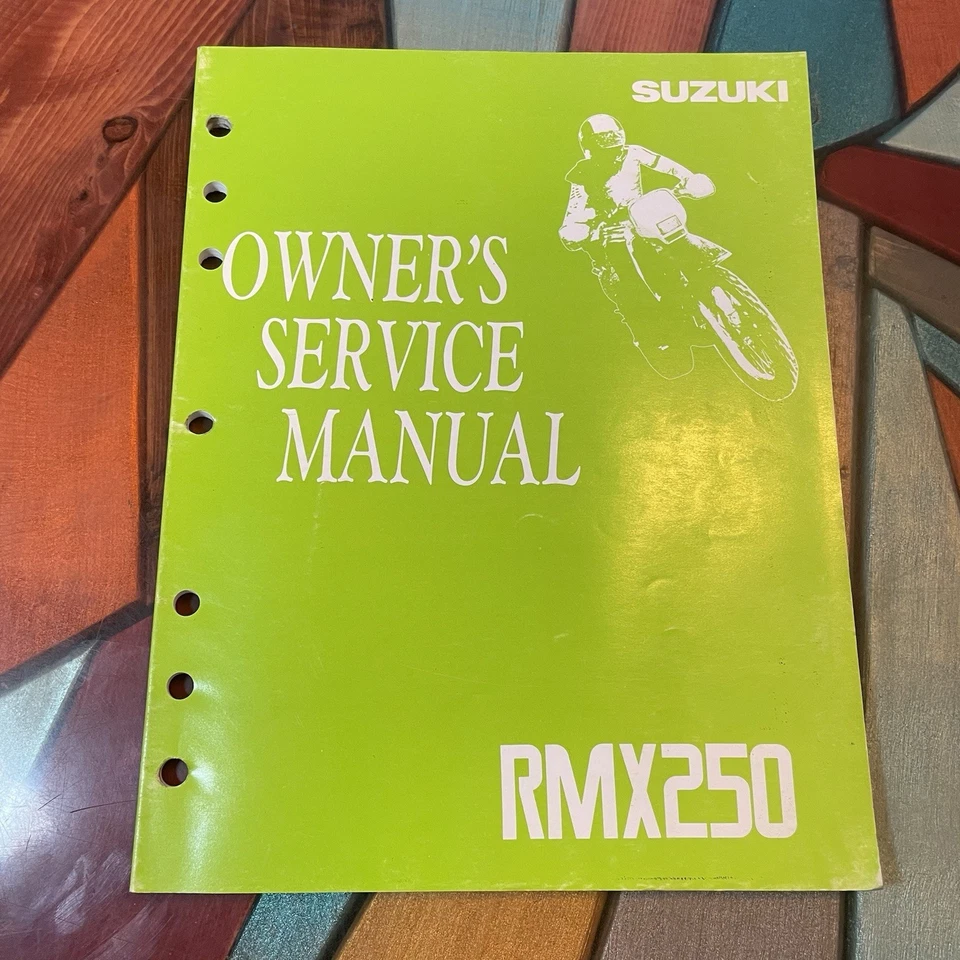 SUZUKI
OWNER'S
SERVICE
MANUAL
RMX250